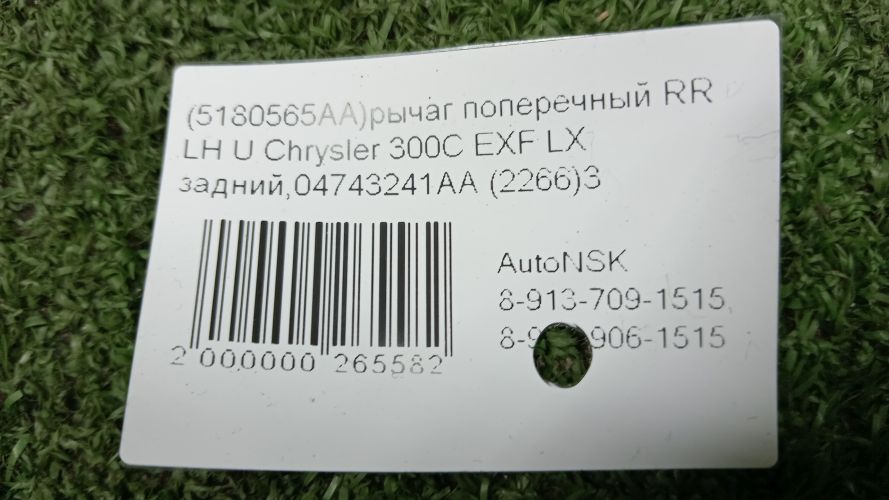 (5180565AA)рычаг поперечный RR
LH U Chrysler 300C EXF LX
задний,04743241AA (2266)3
2 000000 265582
AutoNSK
8-913-709-1515,
906-1515